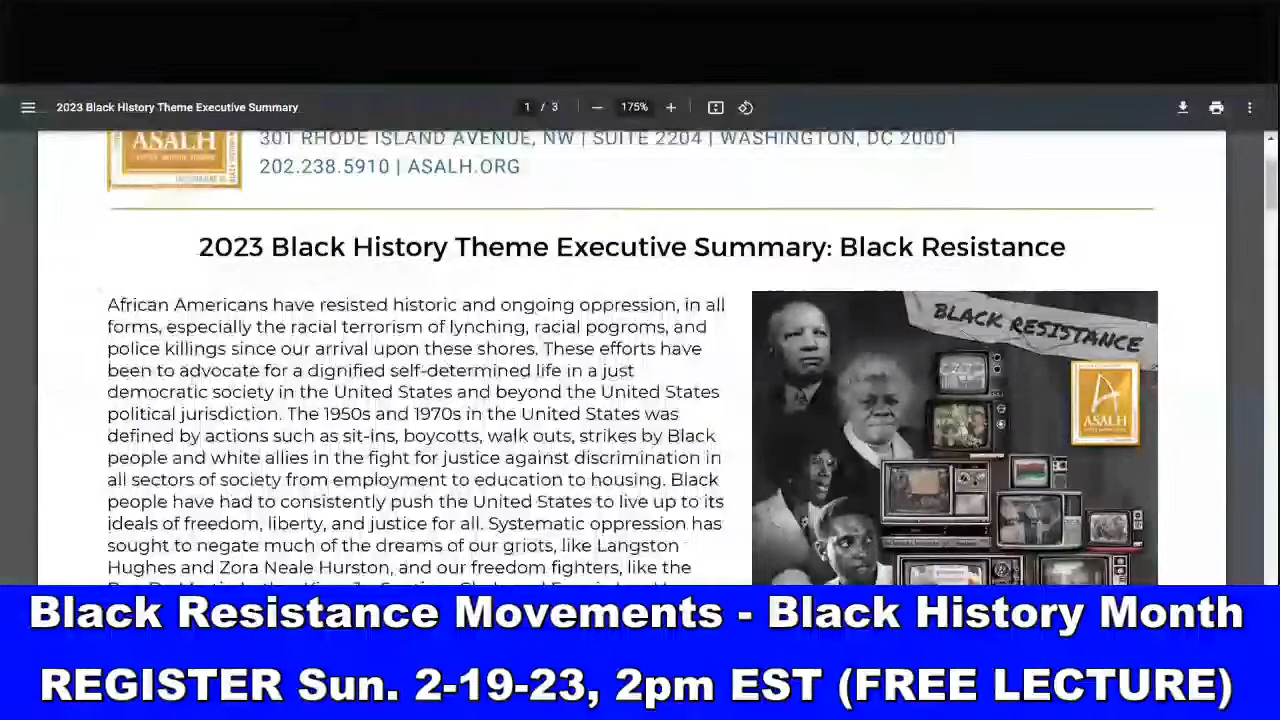 2023 Black History Theme Executive Summary
1 / 3
175%
ASALH
301 RHODE ISLAND AVENUE, NW | SUITE 2204 | WASHINGTON, DC 20001
202.238.5910 | ASALH.ORG
2023 Black History Theme Executive Summary: Black Resistance
African Americans have resisted historic and ongoing oppression, in all
forms, especially the racial terrorism of lynching, racial pogroms, and
police killings since our arrival upon these shores. These efforts have
been to advocate for a dignified self-determined life in a just
democratic society in the United States and beyond the United States
political jurisdiction. The 1950s and 1970s in the United States was
defined by actions such as sit-ins, boycotts, walk outs, strikes by Black
people and white allies in the fight for justice against discrimination in
all sectors of society from employment to education to housing. Black
people have had to consistently push the United States to live up to its
ideals of freedom, liberty, and justice for all. Systematic oppression has
sought to negate much of the dreams of our griots, like Langston
Hughes and Zora Neale Hurston, and our freedom fighters, like the
BLACK RESISTANCE
ASALH
Black Resistance Movements - Black History Month
REGISTER Sun. 2-19-23, 2pm EST (FREE LECTURE)